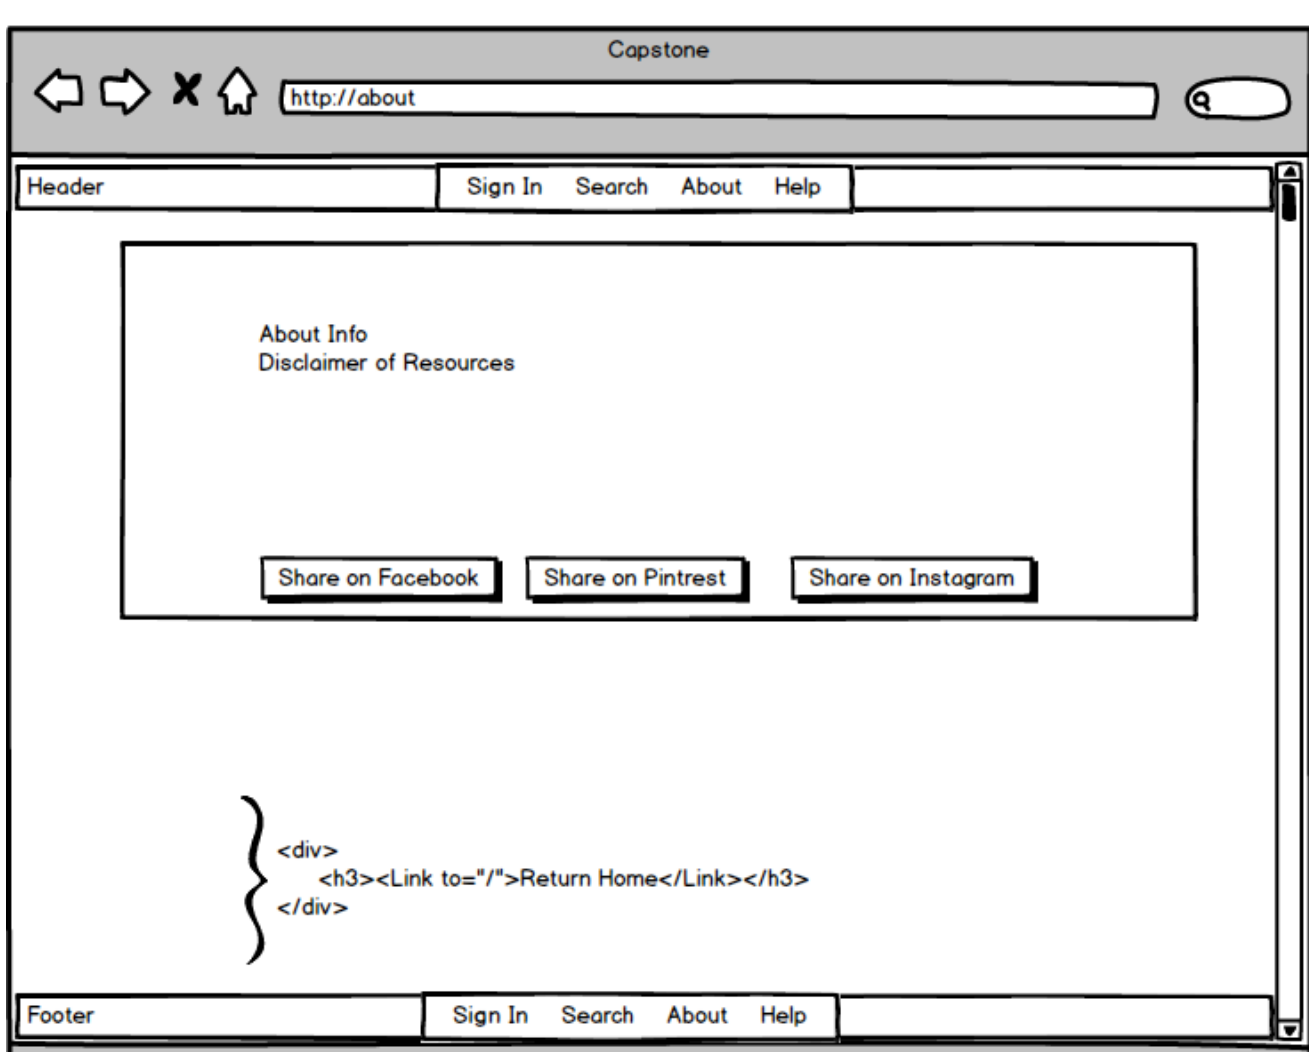 Capstone
http://about
Header
Sign In Search About Help
About Info
Disclaimer of Resources
Share on Facebook
Share on Pintrest
Share on Instagram
<div>
<h3><Link to="/">Return Home</Link></h3>
</div>
Footer
Sign In Search About Help